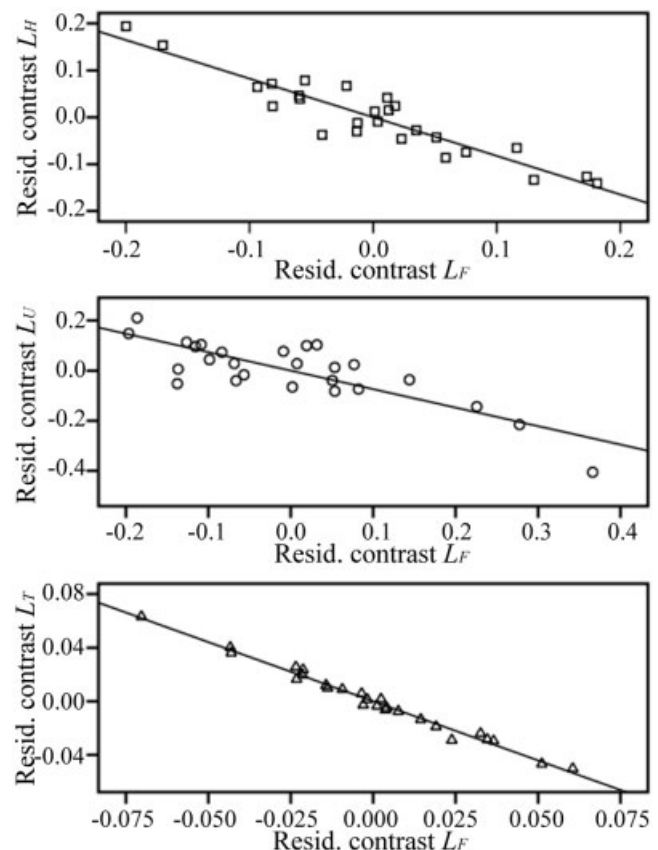 Resid. contrast LH
0.2
0.1
0.0
-0.1
-0.2
-0.2 -0.1 0.0 0.1 0.2
Resid. contrast LF
Resid. contrast LU
0.2
0.0
-0.2
-0.4
-0.2 -0.1 0.0 0.1 0.2 0.3 0.4
Resid. contrast LF
Resid. contrast LT
0.08
0.04
0.00
-0.04
-0.075 -0.050 -0.025 0.000 0.025 0.050 0.075
Resid. contrast LF